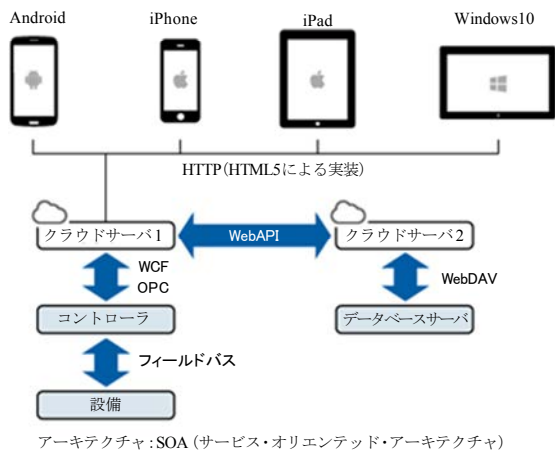 Android
iPhone
iPad
Windows10
HTTP(HTML5による実装)
クラウドサーバ1
WebAPI
クラウドサーバ2
WCF
OPC
WebDAV
コントローラ
データベースサーバ
フィールドバス
設備
アーキテクチャ:SOA(サービス・オリエンテッド・アーキテクチャ)